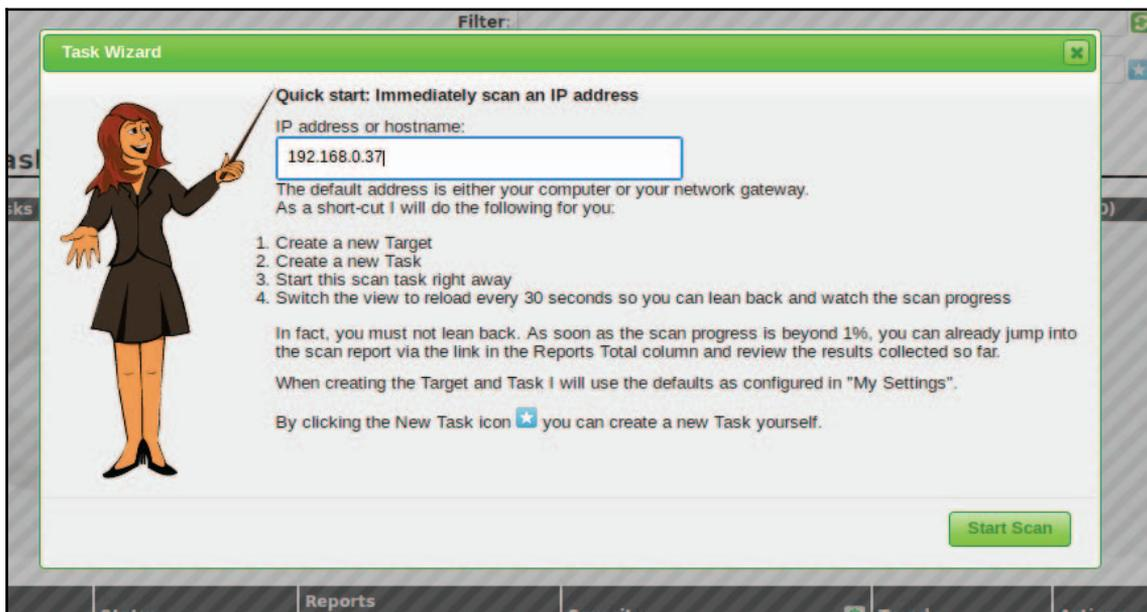 Filter:
Task Wizard
Quick start: Immediately scan an IP address
IP address or hostname:
192.168.0.37
The default address is either your computer or your network gateway.
As a short-cut I will do the following for you:
1. Create a new Target
2. Create a new Task
3. Start this scan task right away
4. Switch the view to reload every 30 seconds so you can lean back and watch the scan progress
In fact, you must not lean back. As soon as the scan progress is beyond 1%, you can already jump into
the scan report via the link in the Reports Total column and review the results collected so far.
When creating the Target and Task I will use the defaults as configured in "My Settings".
By clicking the New Task icon you can create a new Task yourself.
Start Scan
Reports